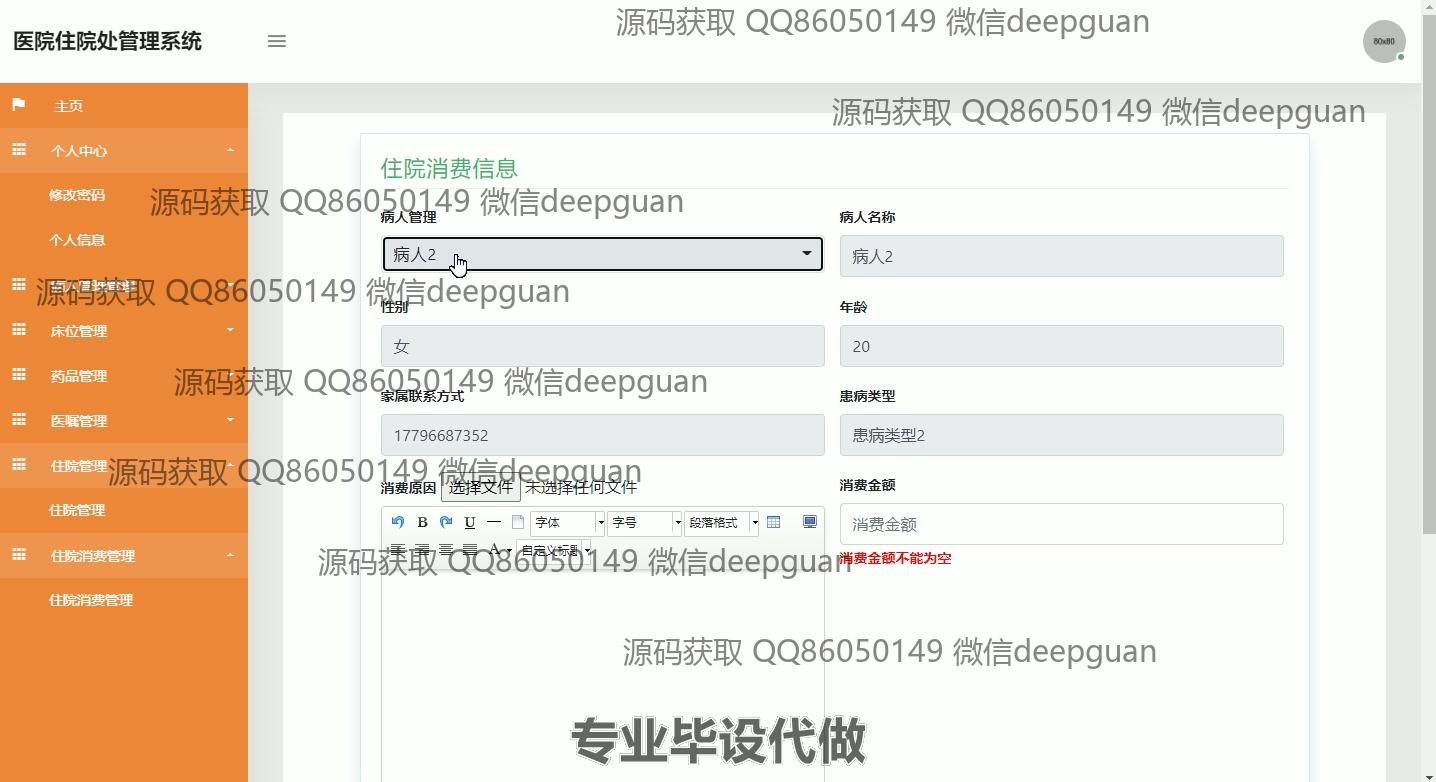 源码获取 QQ86050149 微信deepguan
医院住院处管理系统
80x80
主页
源码获取 QQ86050149 微信deepguan
个人中心
住院消费信息
修改密码
源码获取 QQ86050149 微信deepguan
病人管理
病人名称
个人信息
病人2
病人2
源码获取 QQ86050149 微信deepguan
性别
年龄
床位管理
女
20
药品管理
源码获取 QQ86050149 微信deepguan
家属联系方式
患病类型
医嘱管理
17796687352
患病类型2
住院管理
源码获取 QQ86050149 微信deepguan
消费原因 选择文件 未选择任何文件
消费金额
住院管理
B U 字体 字号 段落格式
消费金额
住院消费管理
A 自定义标题
源码获取 QQ86050149 微信deepguan
消费金额不能为空
住院消费管理
源码获取 QQ86050149 微信deepguan
专业毕设代做